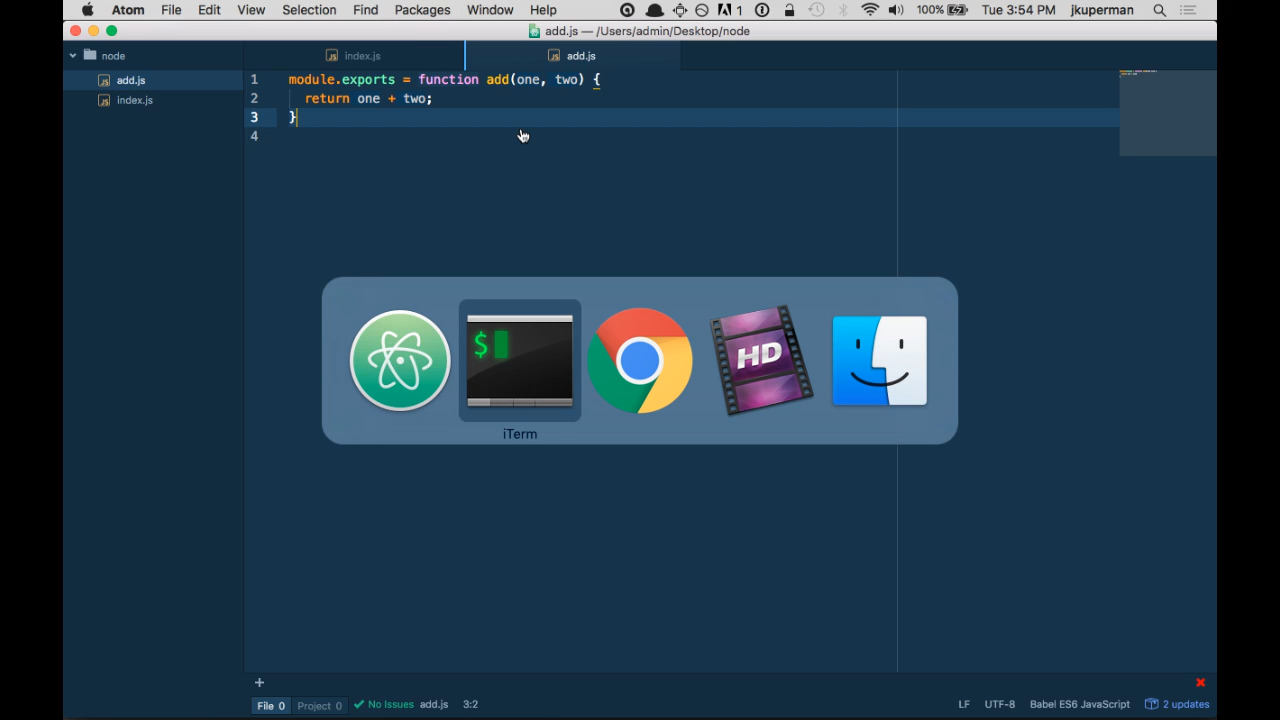 Atom File Edit View Selection Find Packages Window Help 1 100% Tue 3:54 PM jkuperman
add.js — /Users/admin/Desktop/node
node
add.js
index.js
index.js add.js
1 module.exports = function add(one, two) {
2 return one + two;
3 }
4
$
HD
iTerm
+
File 0 Project 0 No Issues add.js 3:2 LF UTF-8 Babel ES6 JavaScript 2 updates